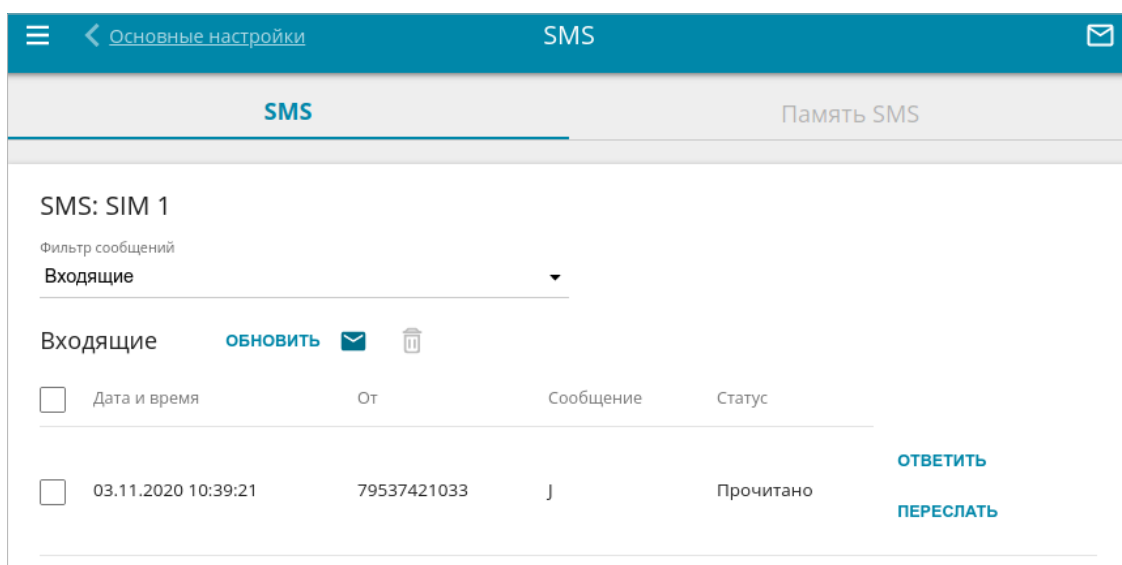 Основные настройки SMS
SMS Память SMS
SMS: SIM 1
Фильтр сообщений
Входящие
Входящие ОБНОВИТЬ
Дата и время От Сообщение Статус
03.11.2020 10:39:21 79537421033 J Прочитано
ОТВЕТИТЬ
ПЕРЕСЛАТЬ